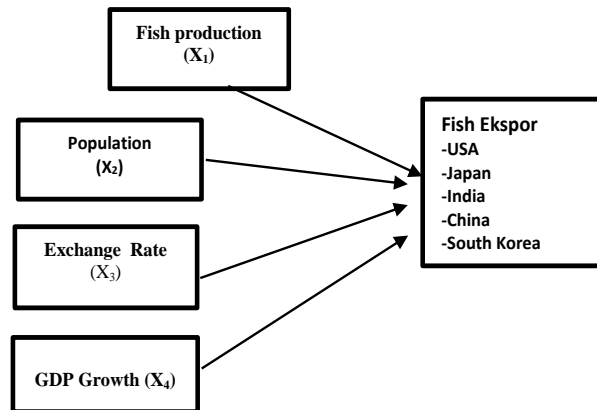 Fish production
(X₁)
Population
(X₂)
Exchange Rate
(X₃)
GDP Growth (X₄)
Fish Ekspor
-USA
-Japan
-India
-China
-South Korea